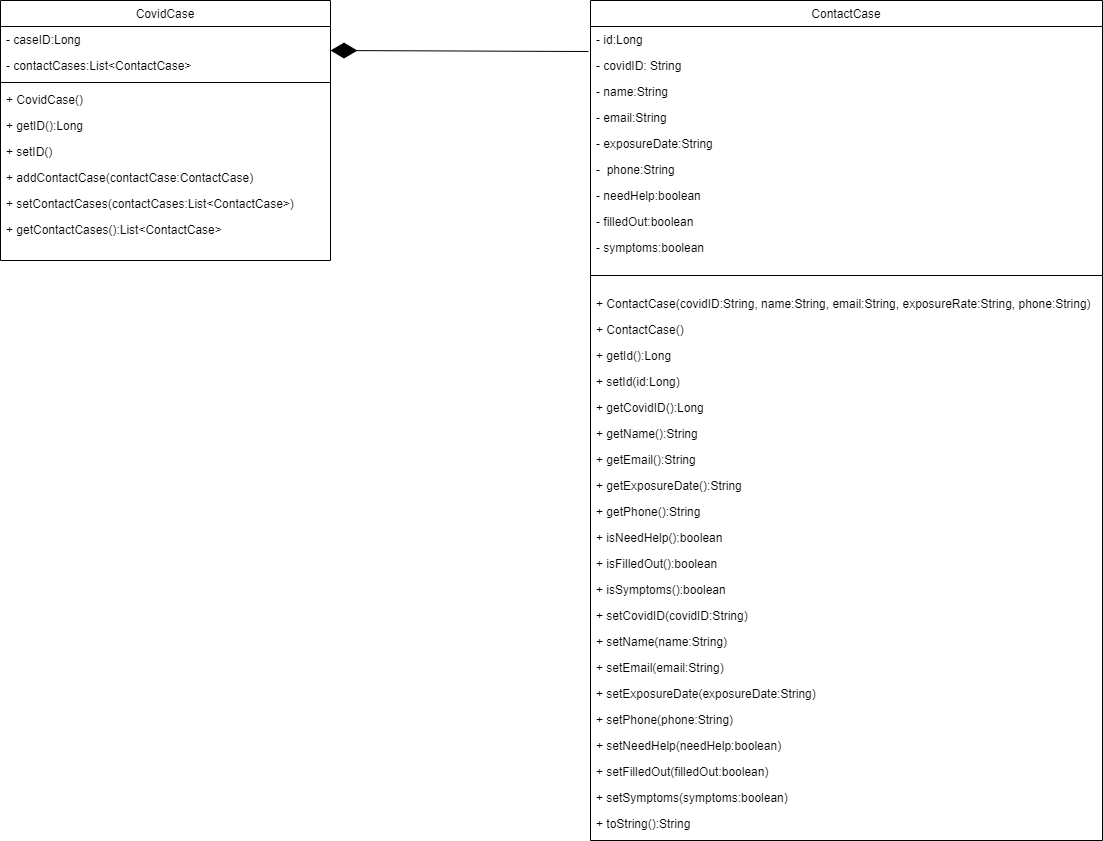 CovidCase
- caseID:Long
- contactCases:List<ContactCase>
+ CovidCase()
+ getID():Long
+ setID()
+ addContactCase(contactCase:ContactCase)
+ setContactCases(contactCases:List<ContactCase>)
+ getContactCases():List<ContactCase>
ContactCase
- id:Long
- covidID: String
- name:String
- email:String
- exposureDate:String
-  phone:String
- needHelp:boolean
- filledOut:boolean
- symptoms:boolean
+ ContactCase(covidID:String, name:String, email:String, exposureRate:String, phone:String)
+ ContactCase()
+ getId():Long
+ setId(id:Long)
+ getCovidID():Long
+ getName():String
+ getEmail():String
+ getExposureDate():String
+ getPhone():String
+ isNeedHelp():boolean
+ isFilledOut():boolean
+ isSymptoms():boolean
+ setCovidID(covidID:String)
+ setName(name:String)
+ setEmail(email:String)
+ setExposureDate(exposureDate:String)
+ setPhone(phone:String)
+ setNeedHelp(needHelp:boolean)
+ setFilledOut(filledOut:boolean)
+ setSymptoms(symptoms:boolean)
+ toString():String